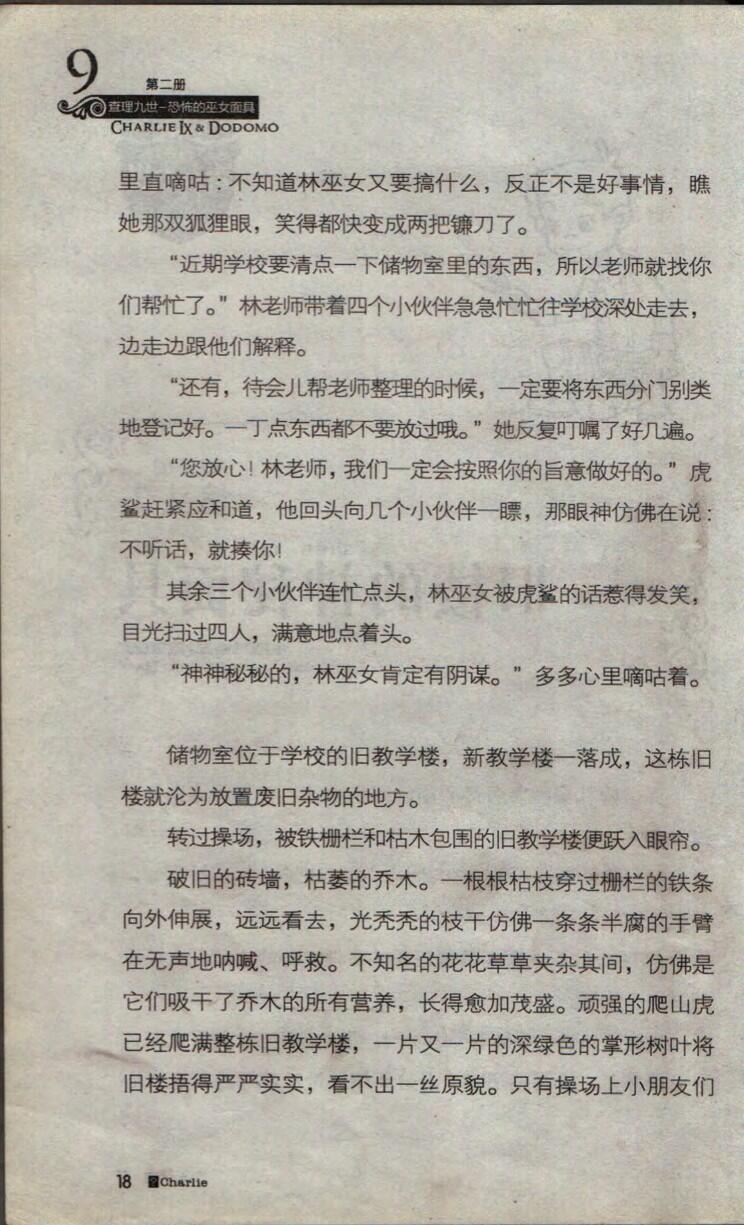 9
第二册
查理九世-恐怖的巫女面具
CHARLIE IX & DODOMO
里直嘀咕：不知道林巫女又要搞什么，反正不是好事情，瞧
她那双狐狸眼，笑得都快变成两把镰刀了。
“近期学校要清点一下储物室里的东西，所以老师就找你
们帮忙了。”林老师带着四个小伙伴急急忙忙往学校深处走去，
边走边跟他们解释。
“还有，待会儿帮老师整理的时候，一定要将东西分门别类
地登记好。一丁点东西都不要放过哦。”她反复叮嘱了好几遍。
“您放心！林老师，我们一定会按照你的旨意做好的。”虎
鲨赶紧应和道，他回头向几个小伙伴一瞟，那眼神仿佛在说：
不听话，就揍你！
其余三个小伙伴连忙点头，林巫女被虎鲨的话惹得发笑，
目光扫过四人，满意地点着头。
“神神秘秘的，林巫女肯定有阴谋。”多多心里嘀咕着。
储物室位于学校的旧教学楼，新教学楼一落成，这栋旧
楼就沦为放置废旧杂物的地方。
转过操场，被铁栅栏和枯木包围的旧教学楼便跃入眼帘。
破旧的砖墙，枯萎的乔木。一根根枯枝穿过栅栏的铁条
向外伸展，远远看去，光秃秃的枝干仿佛一条条半腐的手臂
在无声地呐喊、呼救。不知名的花花草草夹杂其间，仿佛是
它们吸干了乔木的所有营养，长得愈加茂盛。顽强的爬山虎
已经爬满整栋旧教学楼，一片又一片的深绿色的掌形树叶将
旧楼捂得严严实实，看不出一丝原貌。只有操场上小朋友们
18 ?Charlie